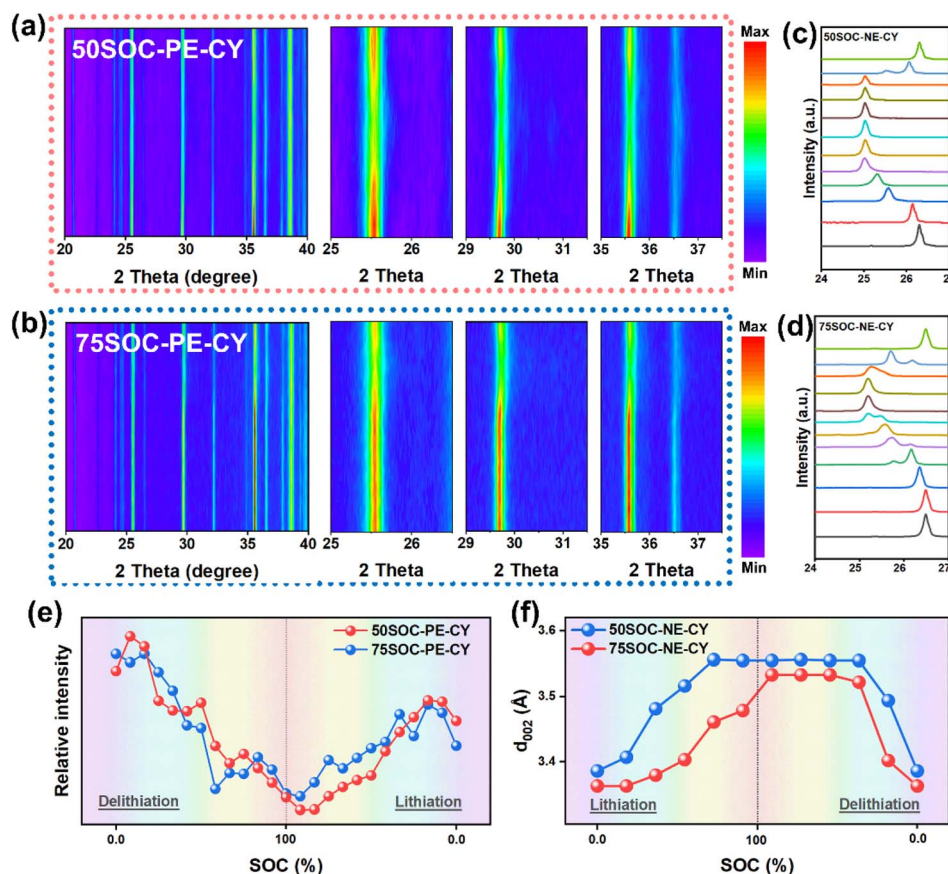 (a)
50SOC-PE-CY
20 25 30 35 40
2 Theta (degree)
25 26
2 Theta
29 30 31
2 Theta
35 36 37
2 Theta
Max
Min
(c)
50SOC-NE-CY
Intensity (a.u.)
24 25 26 27
(b)
75SOC-PE-CY
20 25 30 35 40
2 Theta (degree)
25 26
2 Theta
29 30 31
2 Theta
35 36 37
2 Theta
Max
Min
(d)
75SOC-NE-CY
Intensity (a.u.)
24 25 26 27
(e)
50SOC-PE-CY
75SOC-PE-CY
Relative intensity
Delithiation
Lithiation
0.0 100 0.0
SOC (%)
(f)
50SOC-NE-CY
75SOC-NE-CY
d002 (Å)
3.6
3.5
3.4
Lithiation
Delithiation
0.0 100 0.0
SOC (%)